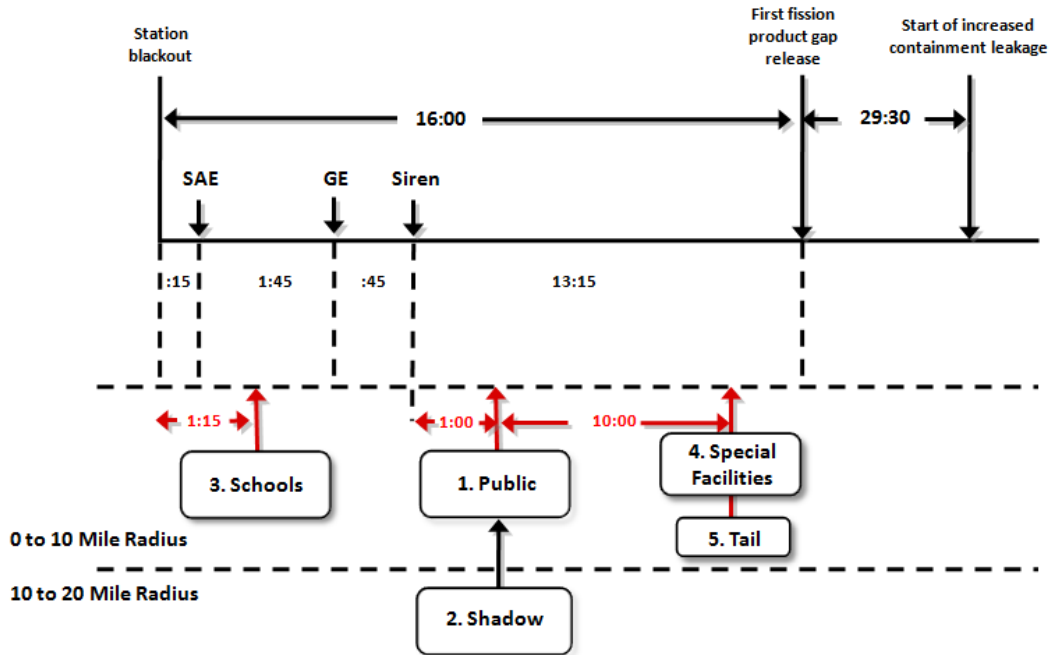 Station
blackout
First fission
product gap
release
Start of increased
containment leakage
16:00
29:30
SAE
GE
Siren
:15
1:45
:45
13:15
1:15
1:00
10:00
3. Schools
1. Public
4. Special
Facilities
5. Tail
0 to 10 Mile Radius
10 to 20 Mile Radius
2. Shadow